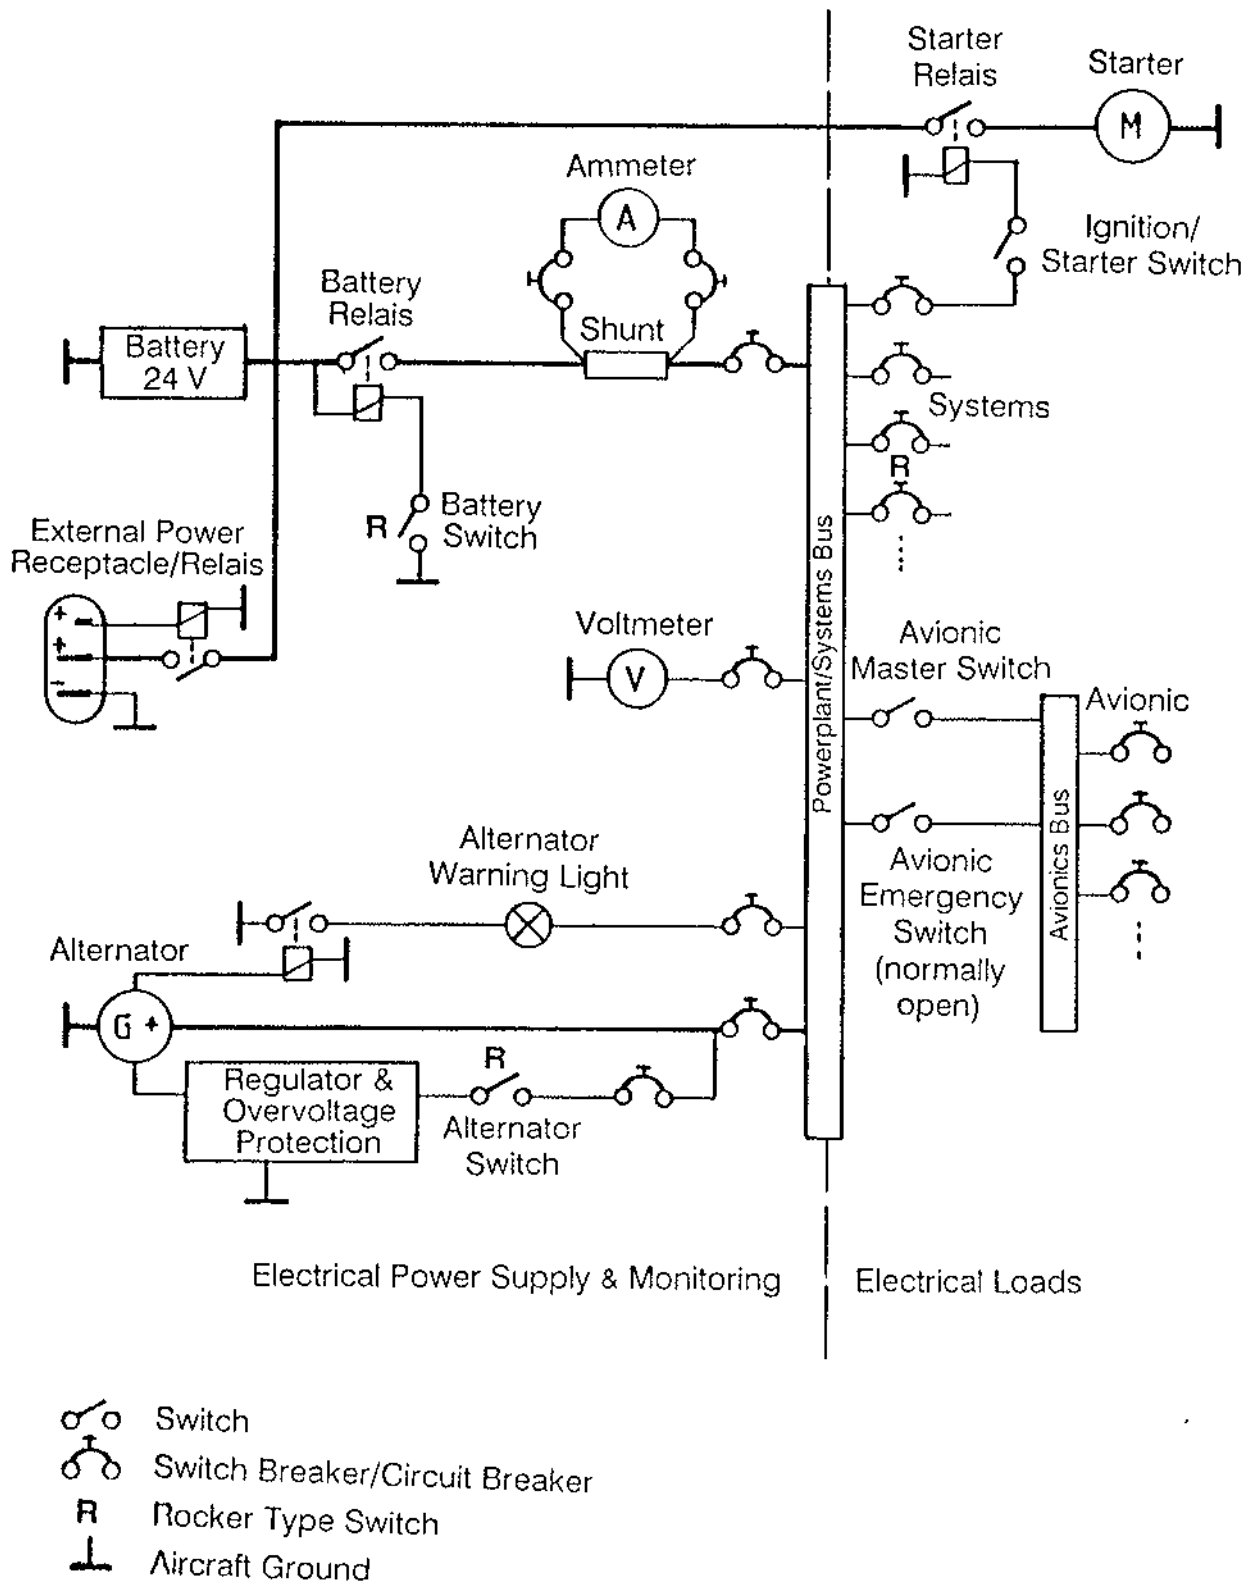 Starter
Relais
Starter
M
Ammeter
A
Ignition/
Starter Switch
Battery
Relais
Shunt
Battery
24 V
Systems
R
Battery
Switch
R
External Power
Receptacle/Relais
+
+
-
Voltmeter
V
Powerplant/Systems Bus
Avionic
Master Switch
Avionic
Avionics Bus
Avionic
Emergency
Switch
(normally
open)
Alternator
Warning Light
Alternator
G +
R
Regulator &
Overvoltage
Protection
Alternator
Switch
Electrical Power Supply & Monitoring
Electrical Loads
Switch
Switch Breaker/Circuit Breaker
R Rocker Type Switch
Aircraft Ground